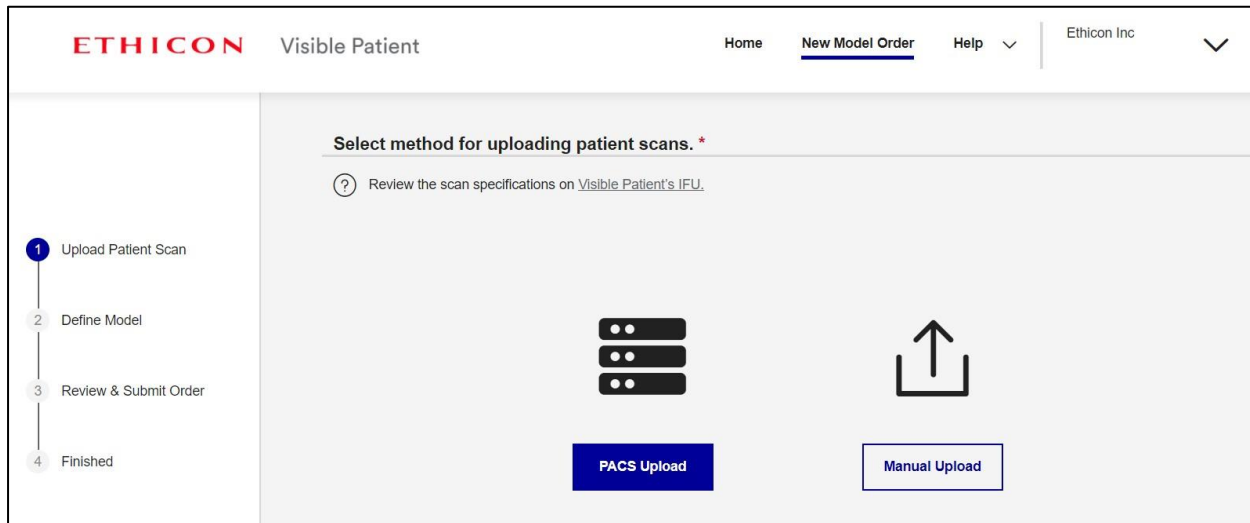 ETHICON Visible Patient Home New Model Order Help Ethicon Inc
Select method for uploading patient scans. *
? Review the scan specifications on Visible Patient's IFU.
1 Upload Patient Scan
2 Define Model
3 Review & Submit Order
4 Finished
PACS Upload Manual Upload